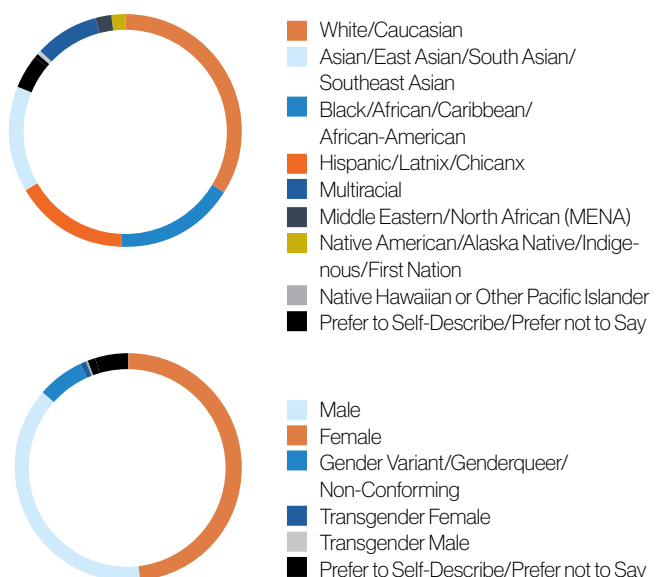 White/Caucasian
Asian/East Asian/South Asian/
Southeast Asian
Black/African/Caribbean/
African-American
Hispanic/Latnix/Chicanx
Multiracial
Middle Eastern/North African (MENA)
Native American/Alaska Native/Indige-
nous/First Nation
Native Hawaiian or Other Pacific Islander
Prefer to Self-Describe/Prefer not to Say
Male
Female
Gender Variant/Genderqueer/
Non-Conforming
Transgender Female
Transgender Male
Prefer to Self-Describe/Prefer not to Say